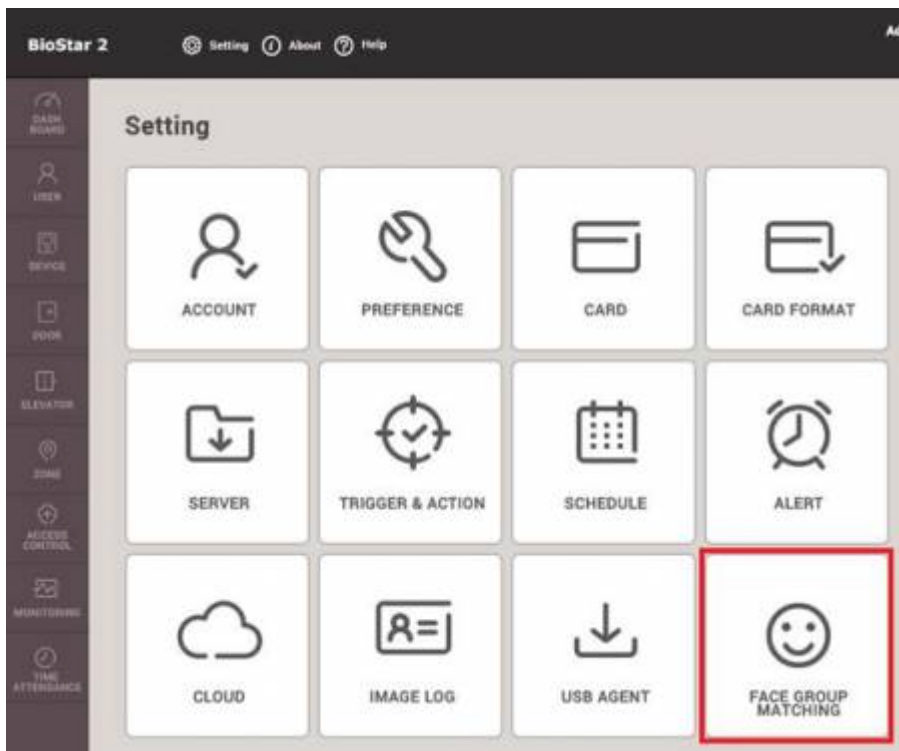 BioStar 2
Setting
About
Help
DASH
BOARD
USER
DEVICE
DOOR
ELEVATOR
ZONE
ACCESS
CONTROL
MONITORING
TIME
ATTENDANCE
Setting
ACCOUNT
PREFERENCE
CARD
CARD FORMAT
SERVER
TRIGGER & ACTION
SCHEDULE
ALERT
CLOUD
IMAGE LOG
USB AGENT
FACE GROUP
MATCHING